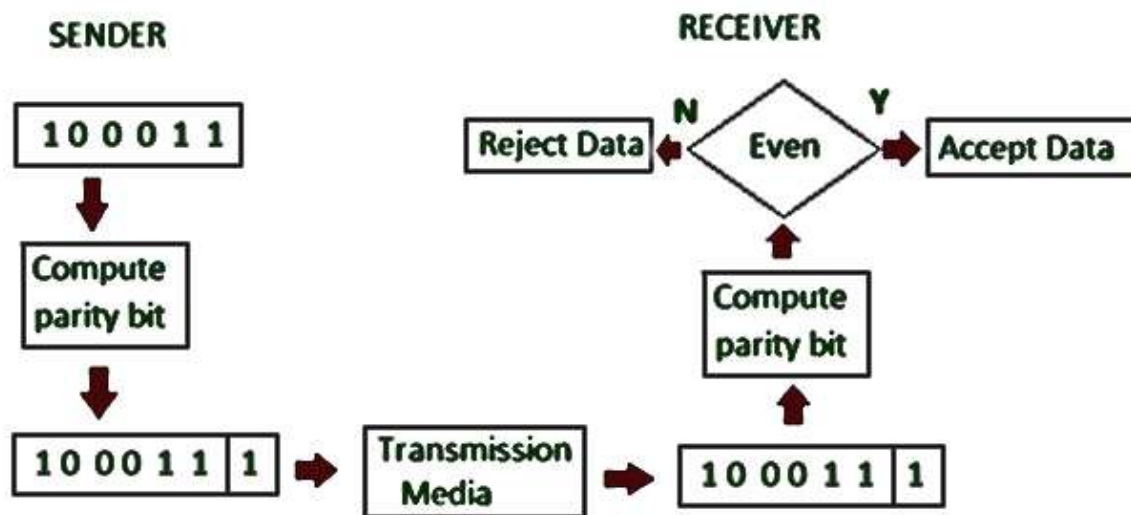 SENDER
1 0 0 0 1 1
Compute
parity bit
1 0 0 0 1 1 1
Transmission
Media
RECEIVER
1 0 0 0 1 1 1
Compute
parity bit
Even
N
Reject Data
Y
Accept Data